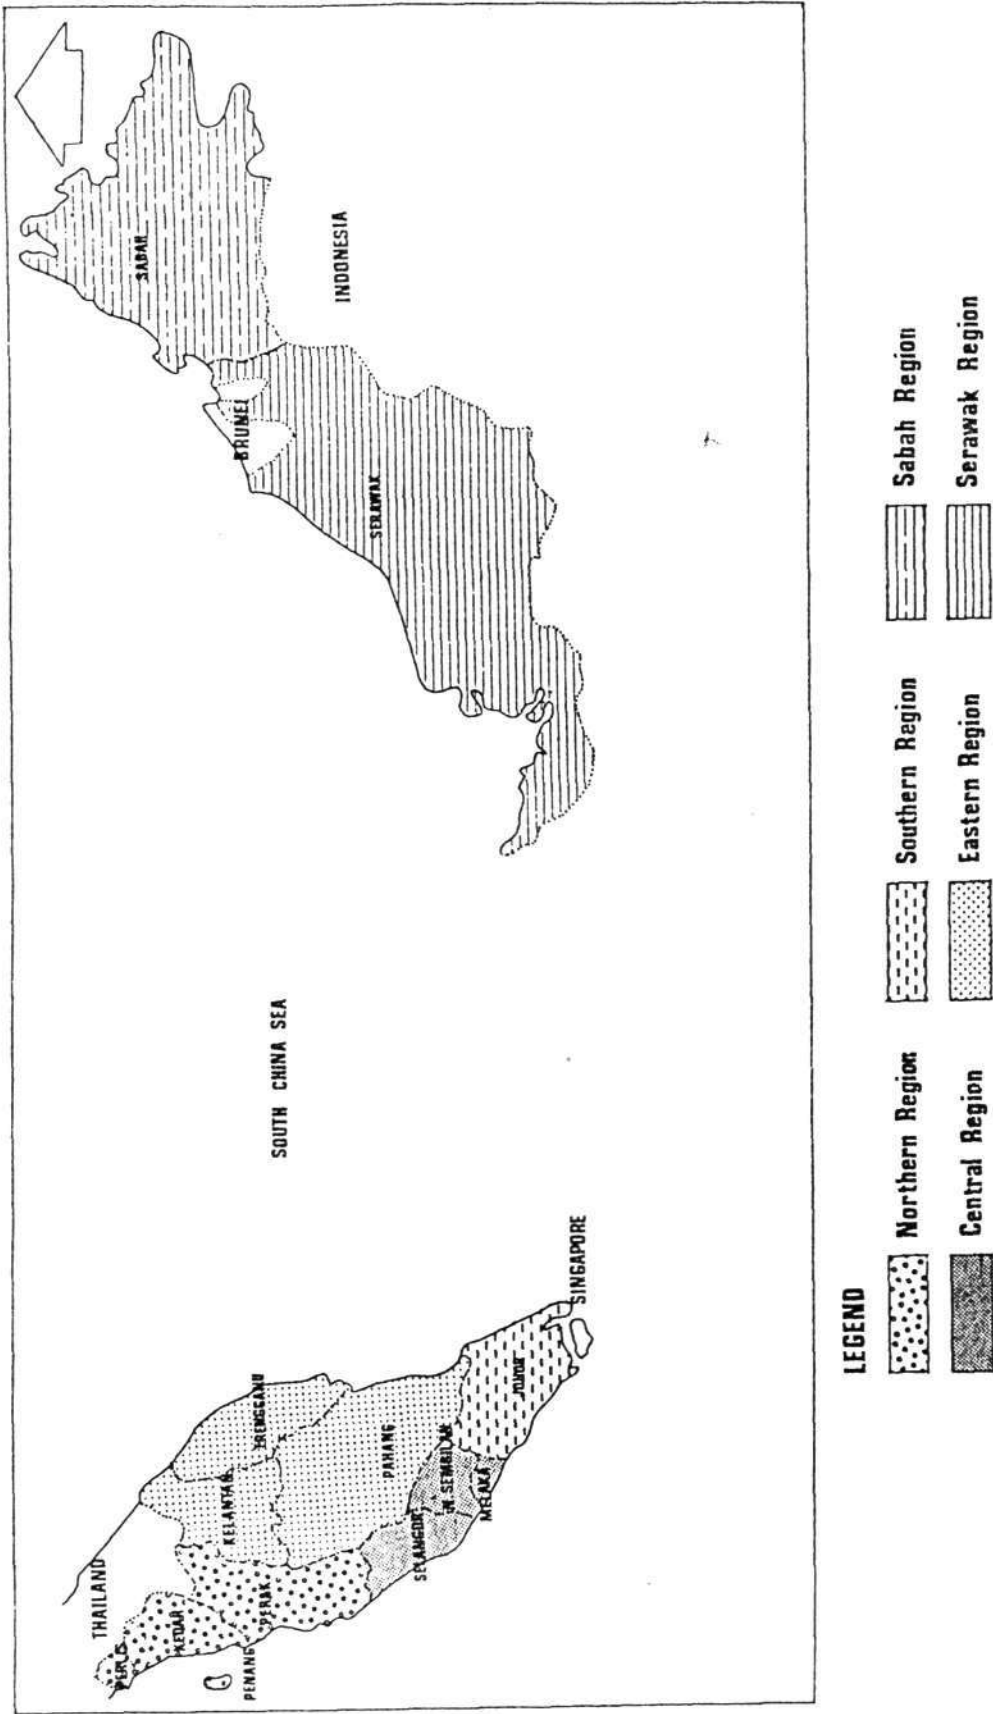 SABAH
BRUNEI
INDONESIA
SERAWAK
SOUTH CHINA SEA
THAILAND
PERLIS
KEDAH
PENANG
PERAK
KELANTAN
TRENGGANU
PAHANG
SELANGOR
N. SEMBILAN
MELAKA
JOHOR
SINGAPORE
LEGEND
Northern Region
Southern Region
Sabah Region
Central Region
Eastern Region
Serawak Region